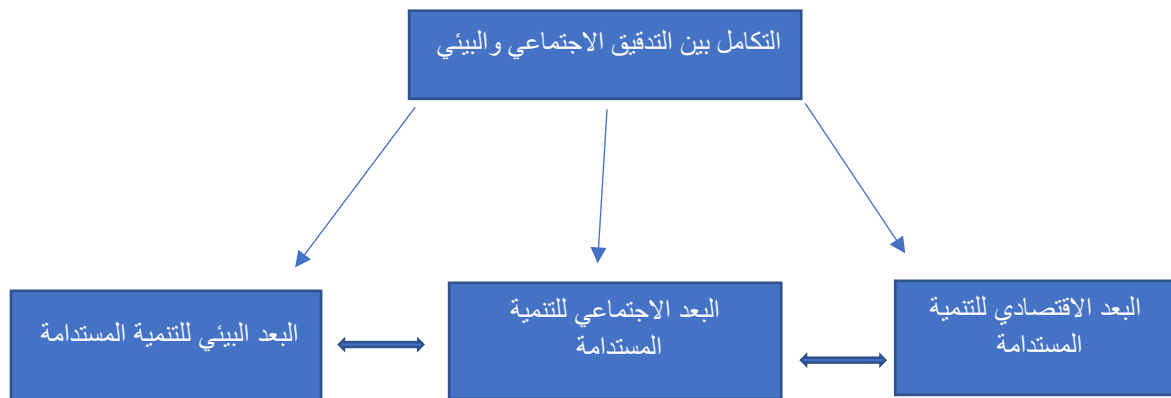 التكامل بين التدقيق الاجتماعي والبيئي
البعد الاقتصادي للتنمية
المستدامة
البعد الاجتماعي للتنمية
المستدامة
البعد البيئي للتنمية المستدامة